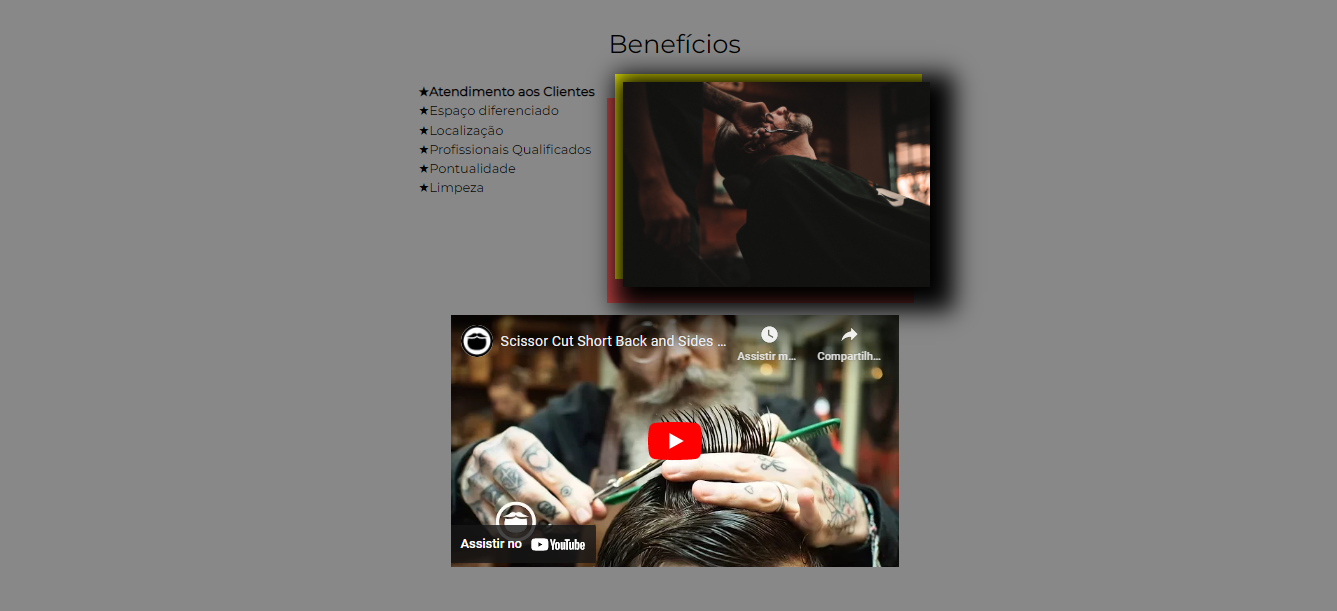 Benefícios
★Atendimento aos Clientes
★Espaço diferenciado
★Localização
★Profissionais Qualificados
★Pontualidade
★Limpeza
Scissor Cut Short Back and Sides ...
Assistir m...
Compartilh...
Assistir no YouTube